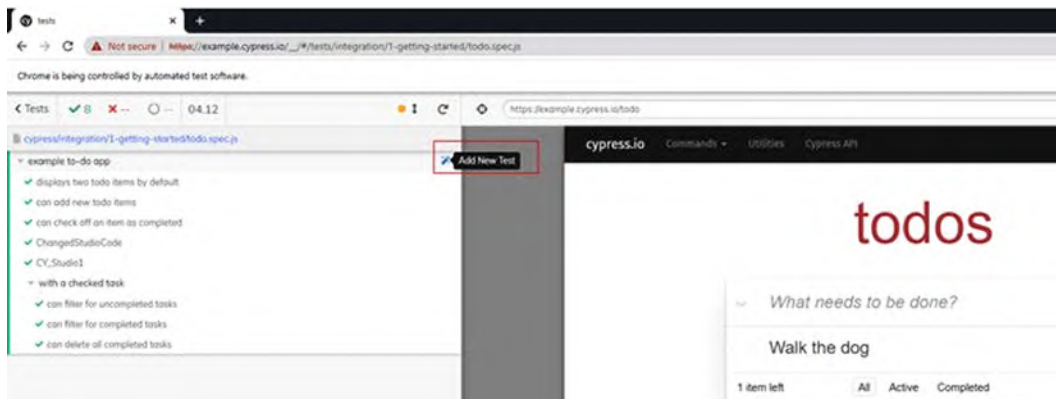 tests
Not secure | https://example.cypress.io/__/#/tests/integration/1-getting-started/todo.spec.js
Chrome is being controlled by automated test software.
Tests 8 -- -- 04.12 https://example.cypress.io/todo
cypress/integration/1-getting-started/todo.spec.js
example to-do app
Add New Test
displays two todo items by default
can add new todo items
can check off an item as completed
ChangedStudioCode
CY_Studio1
with a checked task
can filter for uncompleted tasks
can filter for completed tasks
can delete all completed tasks
cypress.io Commands Utilities Cypress API
todos
What needs to be done?
Walk the dog
1 item left All Active Completed